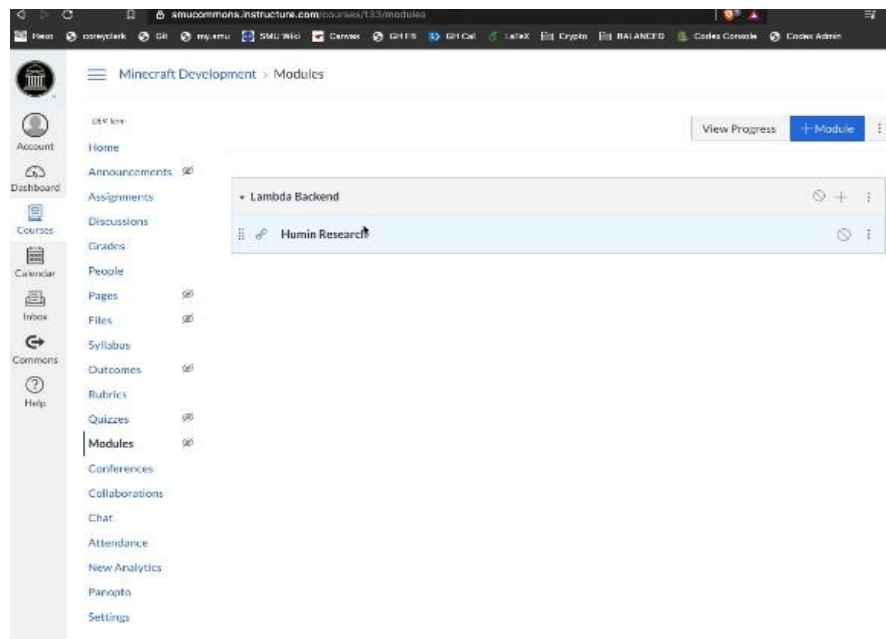 smucommons.instructure.com/courses/133/modules
Git my.smu SMU Wiki Canvas GH Cal LaTeX Crypto BALANCED Codex Console Codex Admin
Minecraft Development > Modules
DEV Term
View Progress + Module
Account
Dashboard
Courses
Calendar
Inbox
Commons
Help
Home
Announcements
Assignments
Discussions
Grades
People
Pages
Files
Syllabus
Outcomes
Rubrics
Quizzes
Modules
Conferences
Collaborations
Chat
Attendance
New Analytics
Panopto
Settings
Lambda Backend
Humin Research